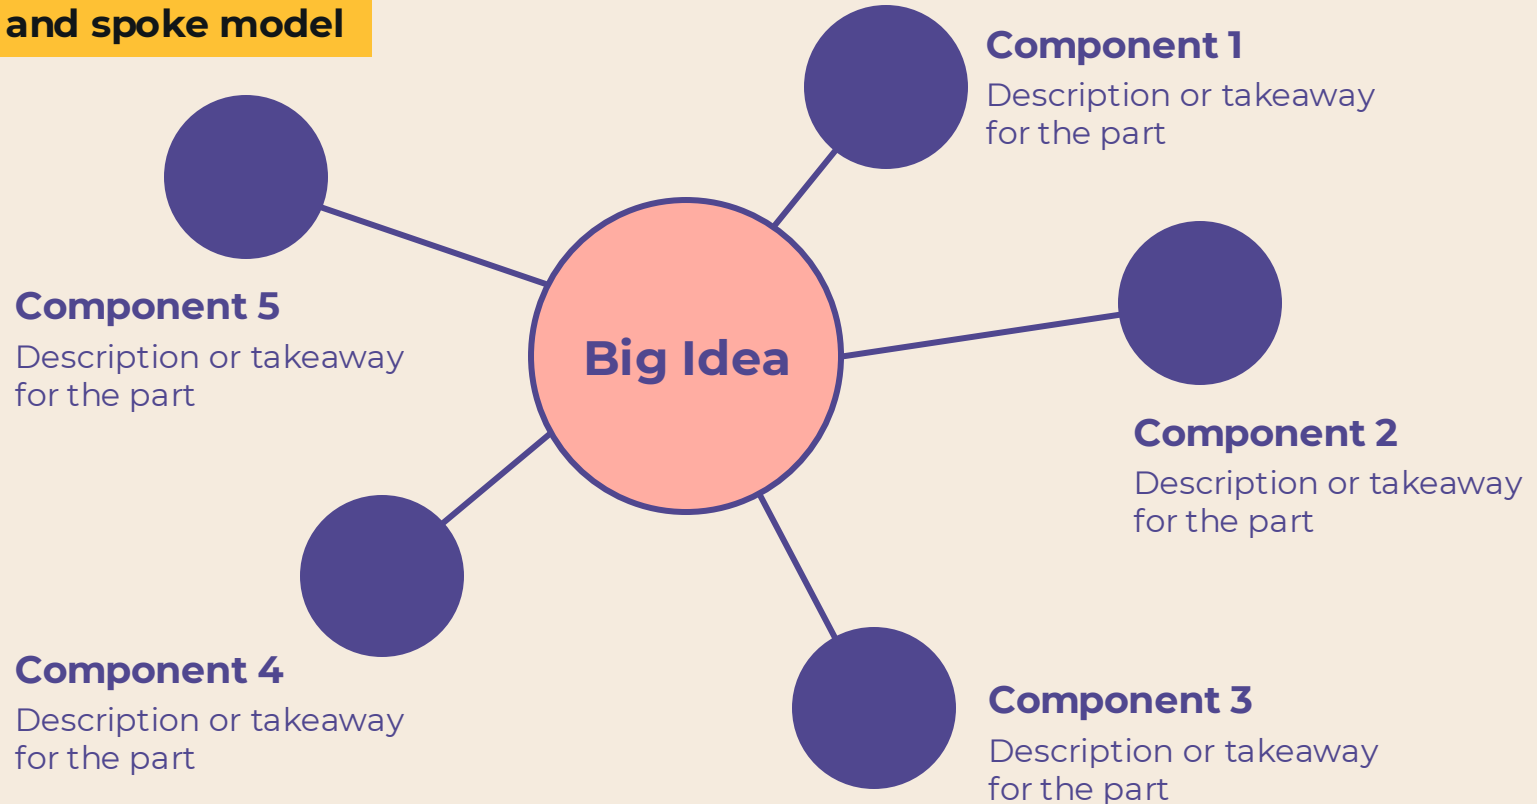 and spoke model
Component 1
Description or takeaway
for the part
Component 5
Description or takeaway
for the part
Big Idea
Component 2
Description or takeaway
for the part
Component 4
Description or takeaway
for the part
Component 3
Description or takeaway
for the part